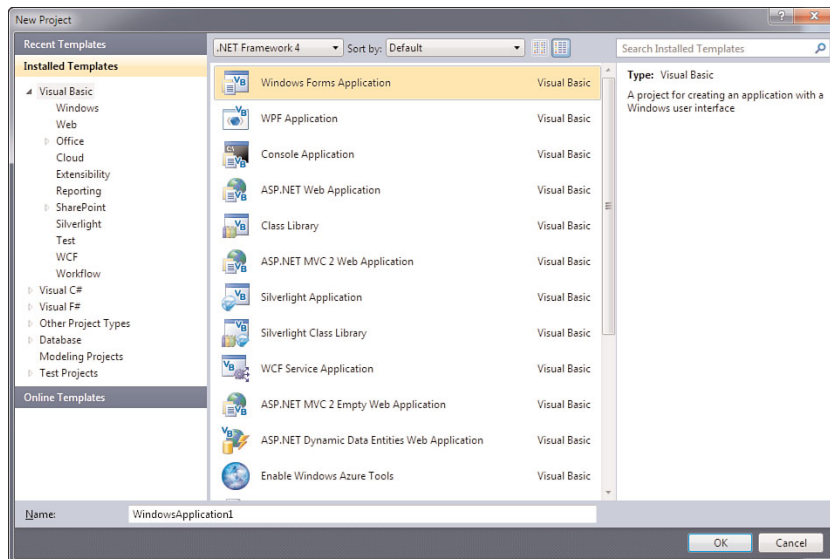 New Project
Recent Templates
Installed Templates
Visual Basic
Windows
Web
Office
Cloud
Extensibility
Reporting
SharePoint
Silverlight
Test
WCF
Workflow
Visual C#
Visual F#
Other Project Types
Database
Modeling Projects
Test Projects
Online Templates
.NET Framework 4 Sort by: Default
Windows Forms Application Visual Basic
WPF Application Visual Basic
Console Application Visual Basic
ASP.NET Web Application Visual Basic
Class Library Visual Basic
ASP.NET MVC 2 Web Application Visual Basic
Silverlight Application Visual Basic
Silverlight Class Library Visual Basic
WCF Service Application Visual Basic
ASP.NET MVC 2 Empty Web Application Visual Basic
ASP.NET Dynamic Data Entities Web Application Visual Basic
Enable Windows Azure Tools Visual Basic
Search Installed Templates
Type: Visual Basic
A project for creating an application with a
Windows user interface
Name: WindowsApplication1
OK Cancel